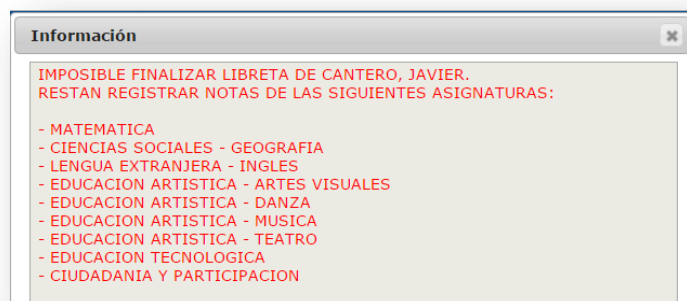 Información
IMPOSIBLE FINALIZAR LIBRETA DE CANTERO, JAVIER.
RESTAN REGISTRAR NOTAS DE LAS SIGUIENTES ASIGNATURAS:
- MATEMATICA
- CIENCIAS SOCIALES - GEOGRAFIA
- LENGUA EXTRANJERA - INGLES
- EDUCACION ARTISTICA - ARTES VISUALES
- EDUCACION ARTISTICA - DANZA
- EDUCACION ARTISTICA - MUSICA
- EDUCACION ARTISTICA - TEATRO
- EDUCACION TECNOLOGICA
- CIUDADANIA Y PARTICIPACION